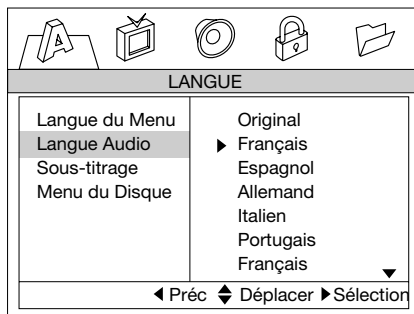 A
LANGUE
Langue du Menu
Langue Audio
Sous-titrage
Menu du Disque
Original
Français
Espagnol
Allemand
Italien
Portugais
Français
Préc Déplacer Sélection